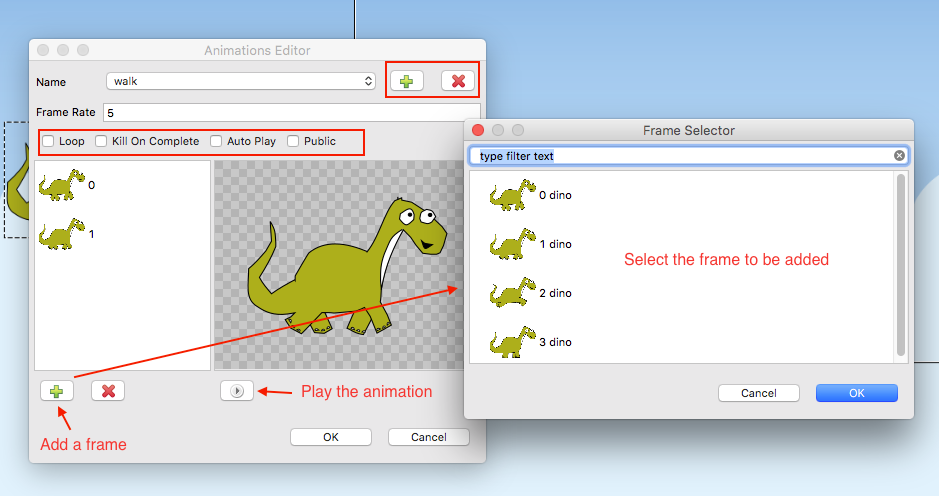 Animations Editor
Name
walk
Frame Rate
5
Loop
Kill On Complete
Auto Play
Public
0
1
Play the animation
Add a frame
OK
Cancel
Frame Selector
type filter text
0 dino
1 dino
2 dino
3 dino
Select the frame to be added
Cancel
OK